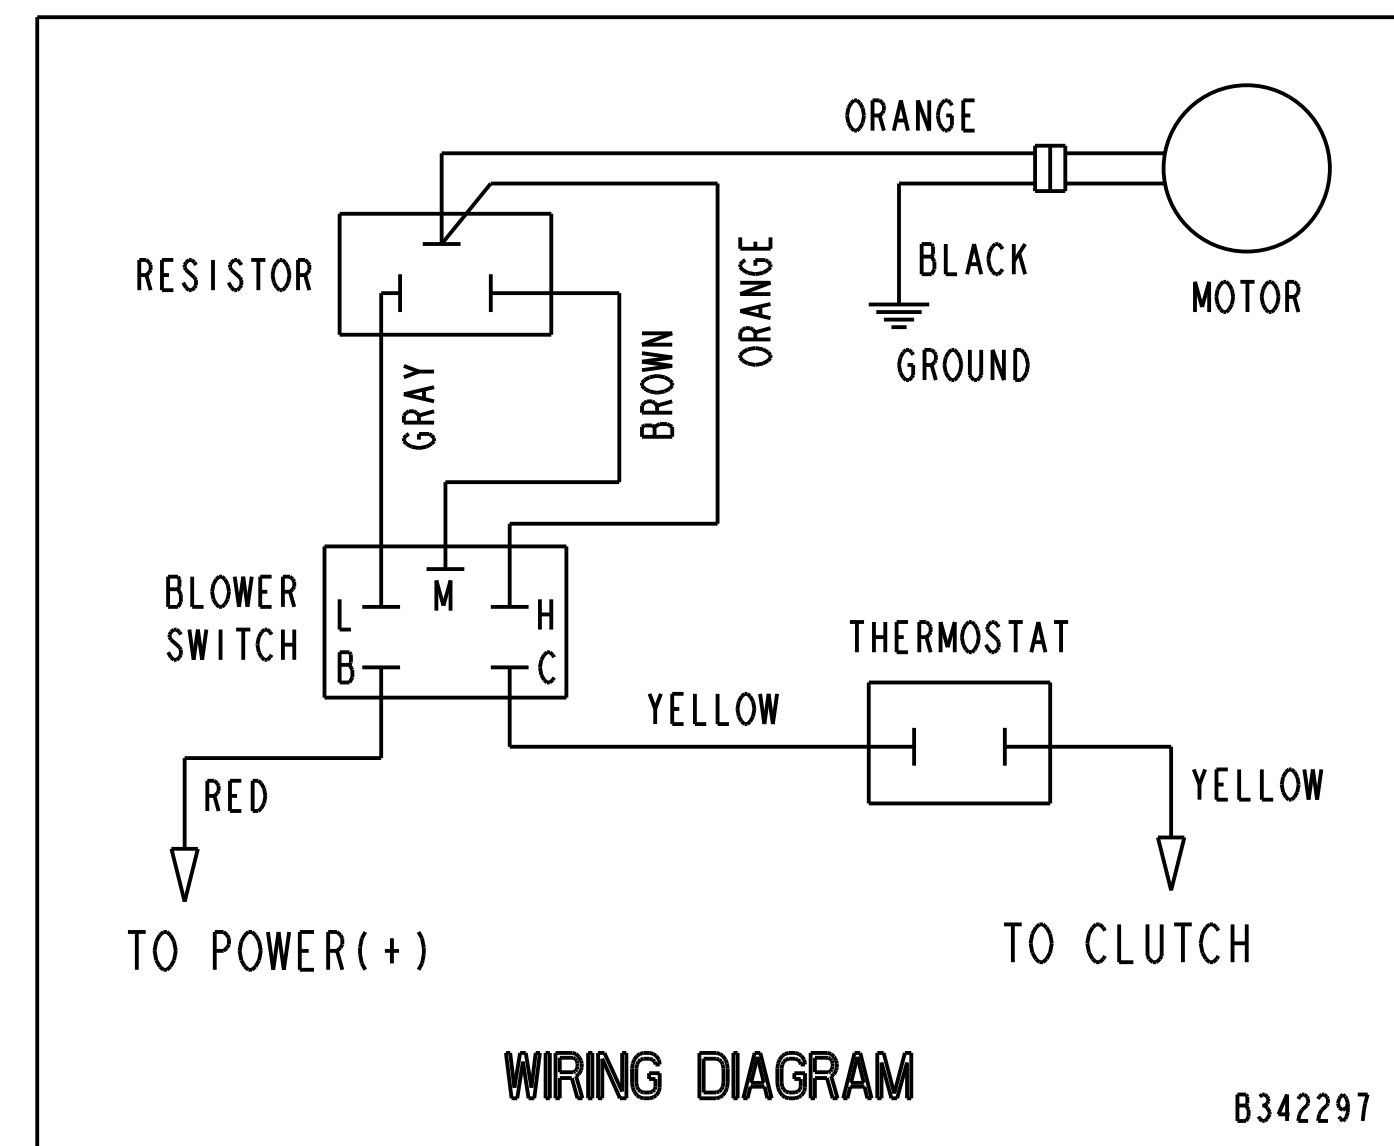 ORANGE
RESISTOR
ORANGE
BLACK
MOTOR
GROUND
GRAY
BROWN
BLOWER
SWITCH
L
M
H
B
C
THERMOSTAT
YELLOW
RED
YELLOW
TO POWER(+)
TO CLUTCH
WIRING DIAGRAM
B342297